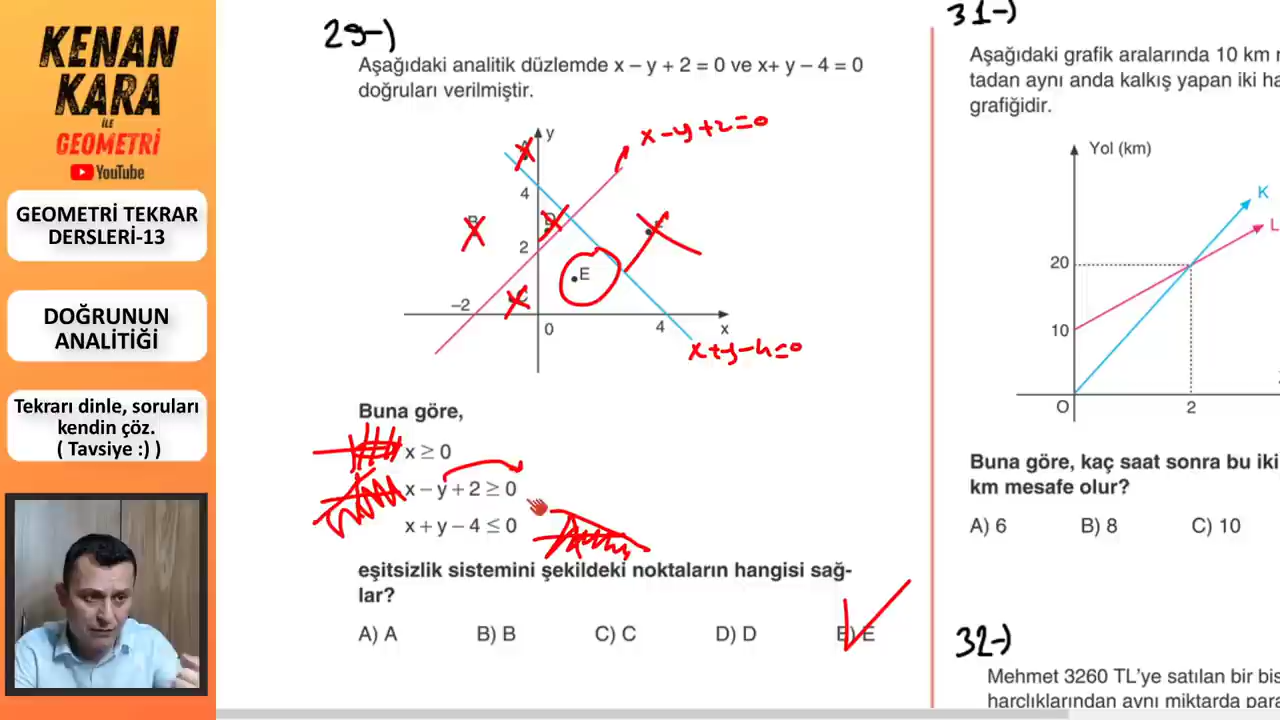 KENAN
KARA
İLE
GEOMETRİ
YouTube
GEOMETRİ TEKRAR
DERSLERİ-13
DOĞRUNUN
ANALİTİĞİ
Tekrarı dinle, soruları
kendin çöz.
( Tavsiye :) )
29-)
Aşağıdaki analitik düzlemde x – y + 2 = 0 ve x+ y – 4 = 0
doğruları verilmiştir.
x-y+2=0
y
4
2
E
–2
0
4
x
x+y-4=0
Buna göre,
x ≥ 0
x – y + 2 ≥ 0
x + y – 4 ≤ 0
eşitsizlik sistemini şekildeki noktaların hangisi sağ-
lar?
A) A B) B C) C D) D E) E
31-)
Aşağıdaki grafik aralarında 10 km
tadan aynı anda kalkış yapan iki
grafiğidir.
Yol (km)
K
L
20
10
O
2
Buna göre, kaç saat sonra bu iki
km mesafe olur?
A) 6 B) 8 C) 10
32-)
Mehmet 3260 TL'ye satılan bir
harçlıklarından aynı miktarda